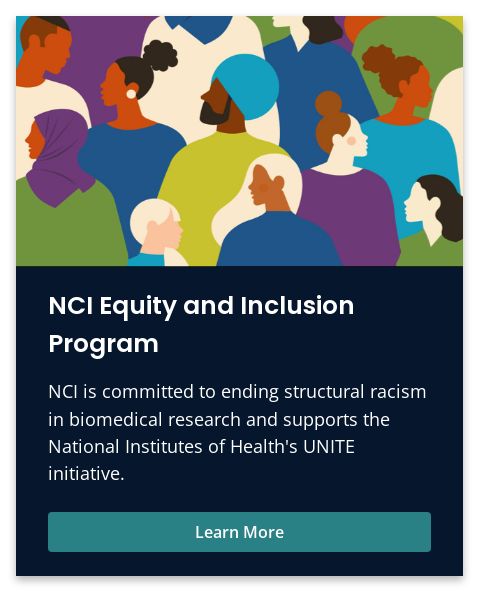 NCI Equity and Inclusion
Program
NCI is committed to ending structural racism
in biomedical research and supports the
National Institutes of Health's UNITE
initiative.
Learn More